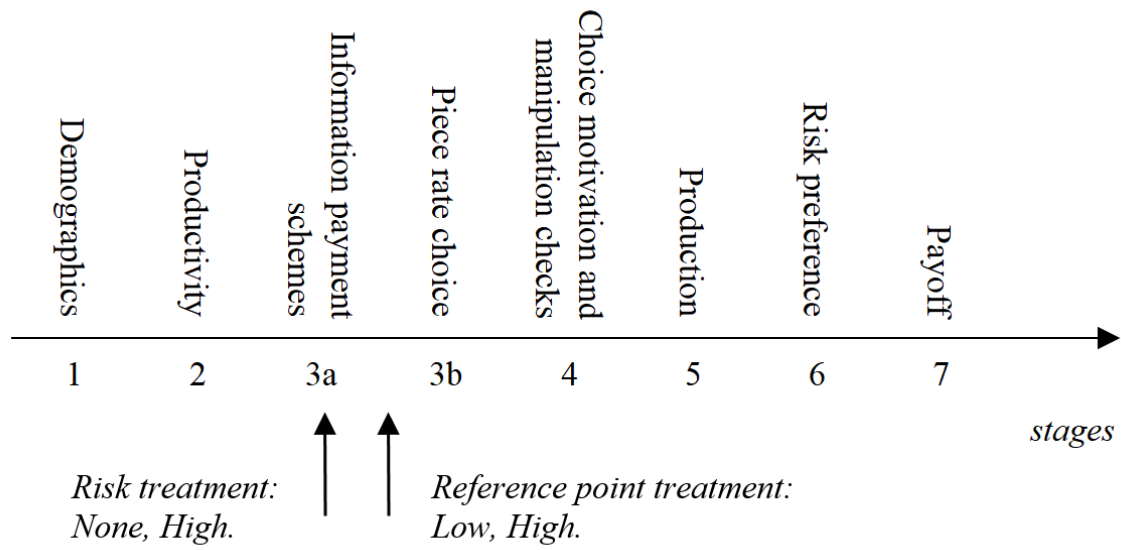 Demographics
Productivity
Information payment
schemes
Piece rate choice
Choice motivation and
manipulation checks
Production
Risk preference
Payoff
1
2
3a
3b
4
5
6
7
stages
Risk treatment:
None, High.
Reference point treatment:
Low, High.